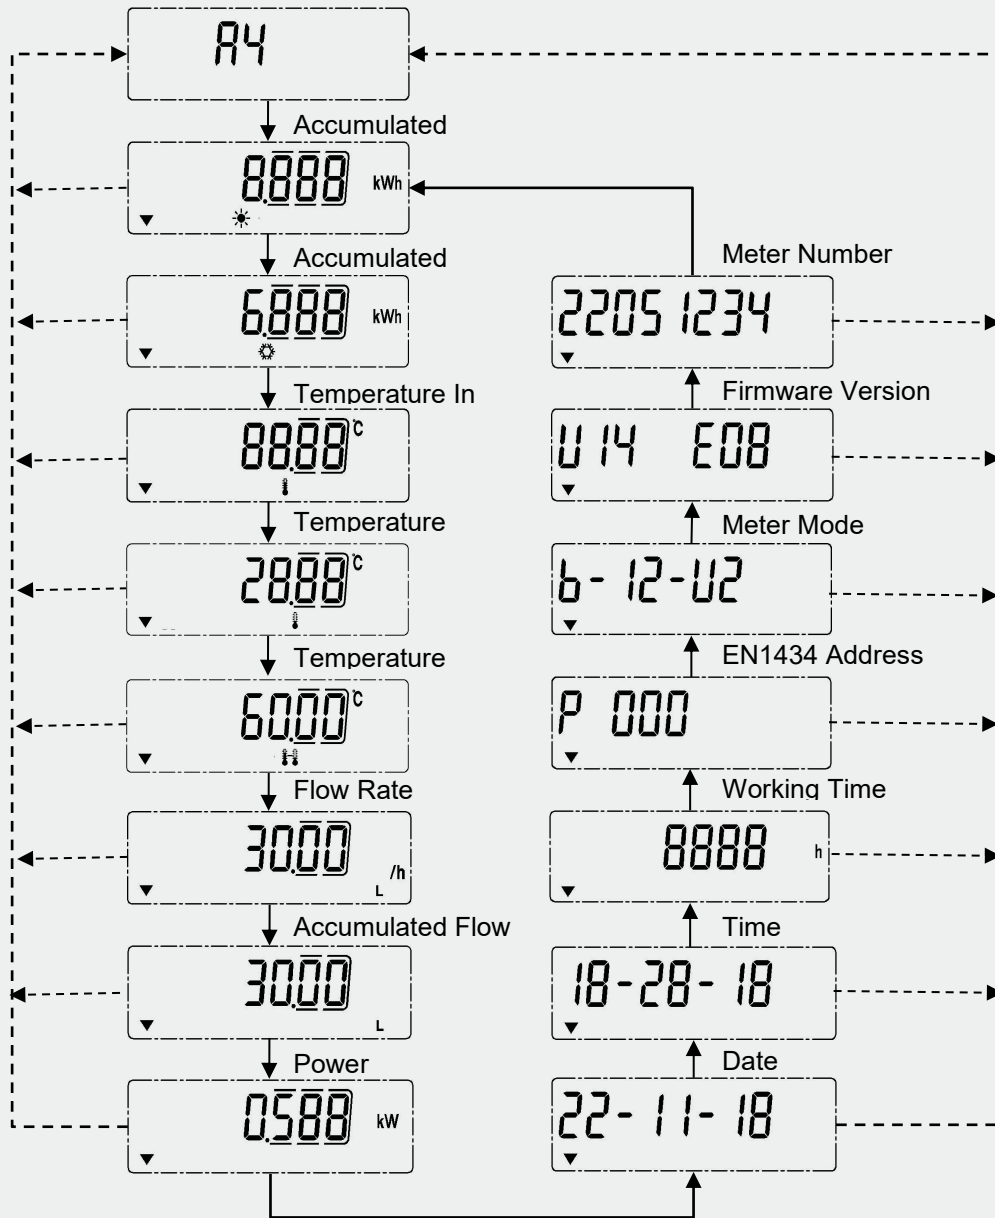 A4
Accumulated
8.888 kWh
Accumulated
6.888 kWh
Temperature In
88.88 °C
Temperature
28.88 °C
Temperature
60.00 °C
Flow Rate
30.00 L/h
Accumulated Flow
30.00 L
Power
0.588 kW
Meter Number
22051234
Firmware Version
U14 E08
Meter Mode
b-12-U2
EN1434 Address
P 000
Working Time
8888 h
Time
18-28-18
Date
22-11-18